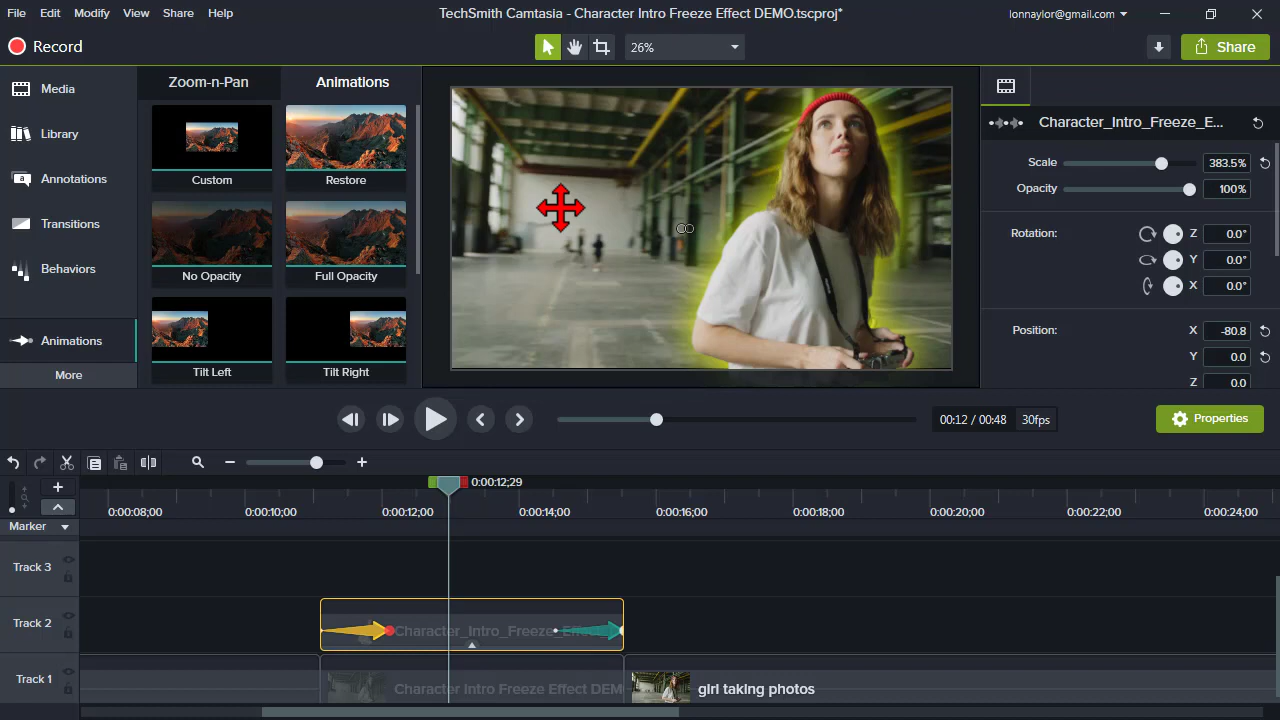 File Edit Modify View Share Help
TechSmith Camtasia - Character Intro Freeze Effect DEMO.tscproj*
lonnaylor@gmail.com
Record
26%
Share
Media
Library
Annotations
Transitions
Behaviors
Animations
More
Zoom-n-Pan
Animations
Custom
Restore
No Opacity
Full Opacity
Tilt Left
Tilt Right
Character_Intro_Freeze_E...
Scale 383.5%
Opacity 100%
Rotation: Z 0.0°
Y 0.0°
X 0.0°
Position: X -80.8
Y 0.0
Z 0.0
00:12 / 00:48 30fps
Properties
0:00:12;29
0:00:08;00 0:00:10;00 0:00:12;00 0:00:14;00 0:00:16;00 0:00:18;00 0:00:20;00 0:00:22;00 0:00:24;00
Marker
Track 3
Track 2
Character_Intro_Freeze_Effe
Track 1
Character Intro Freeze Effect DEM
girl taking photos